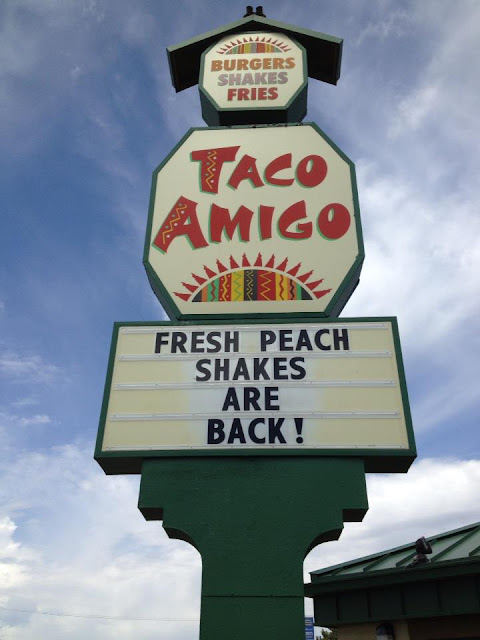 BURGERS
SHAKES
FRIES
TACO
AMIGO
FRESH PEACH
SHAKES
ARE
BACK!